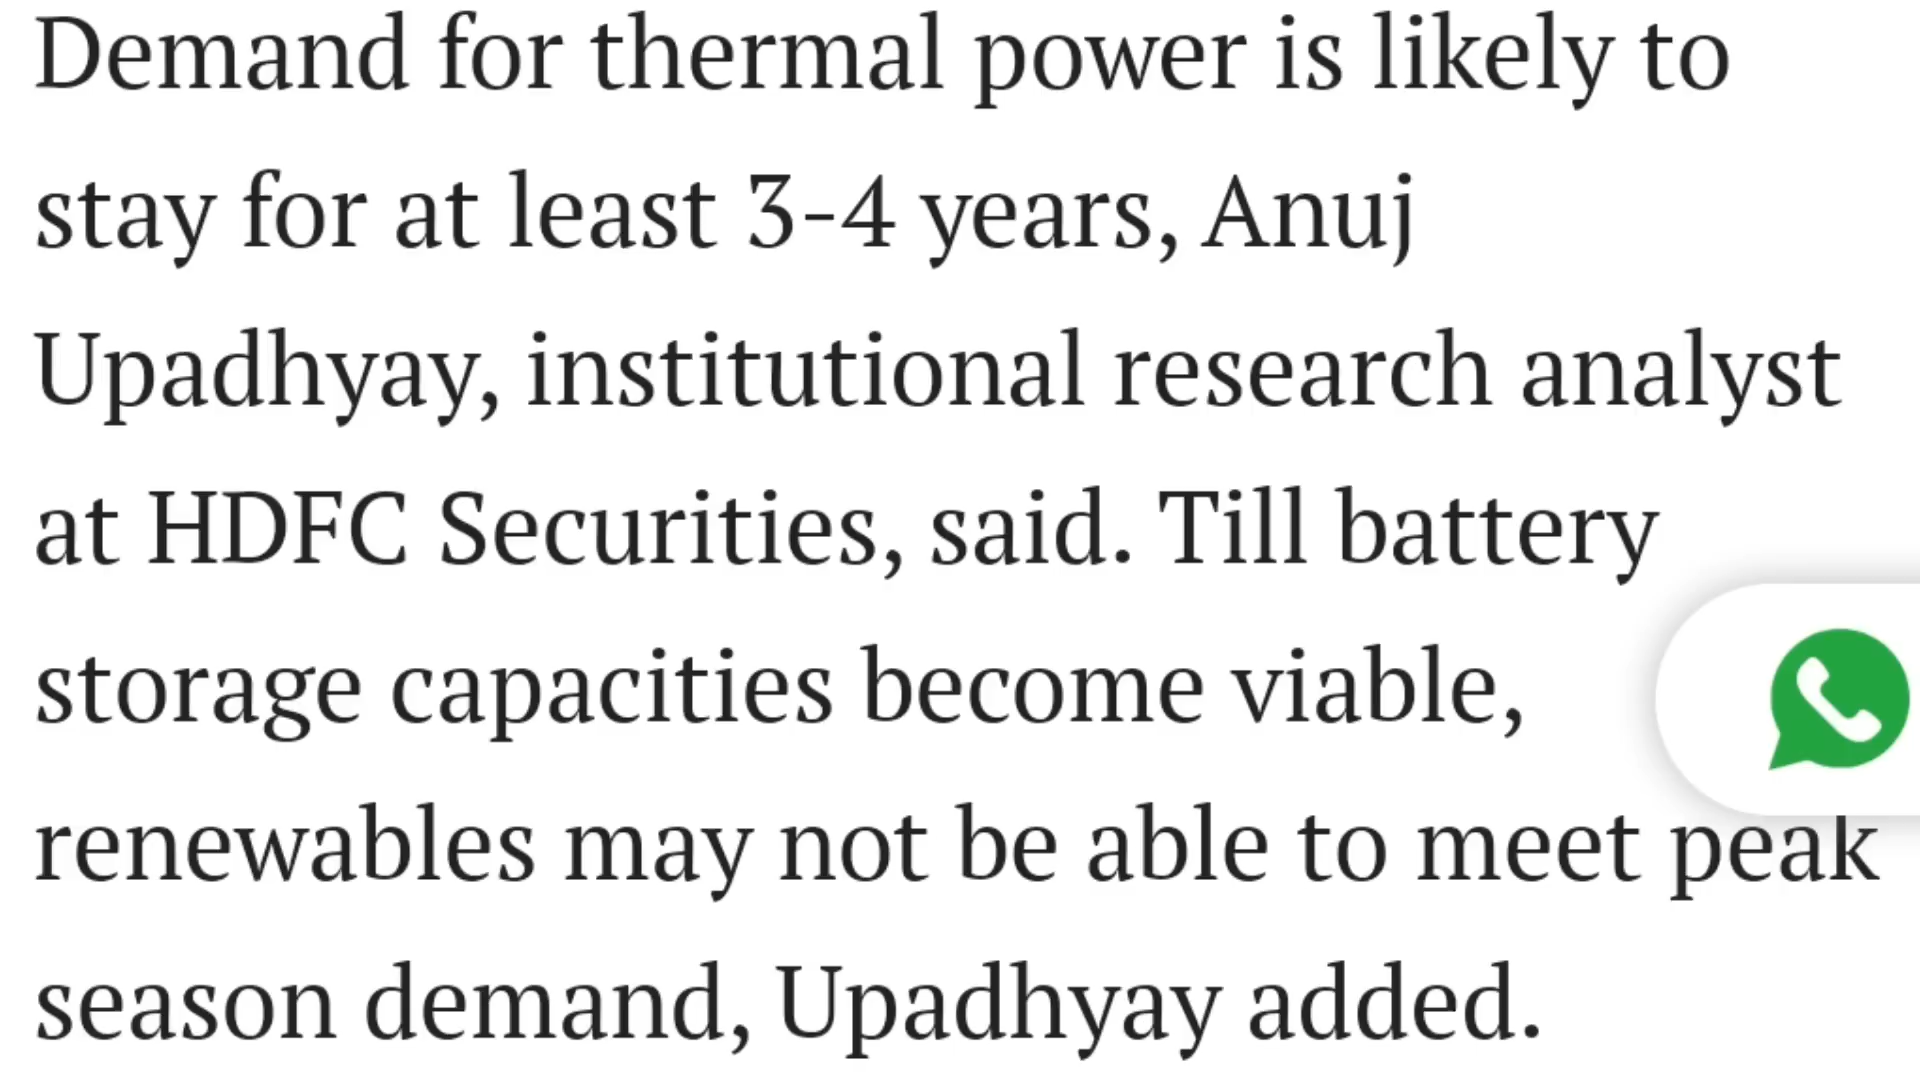 Demand for thermal power is likely to
stay for at least 3-4 years, Anuj
Upadhyay, institutional research analyst
at HDFC Securities, said. Till battery
storage capacities become viable,
renewables may not be able to meet peak
season demand, Upadhyay added.